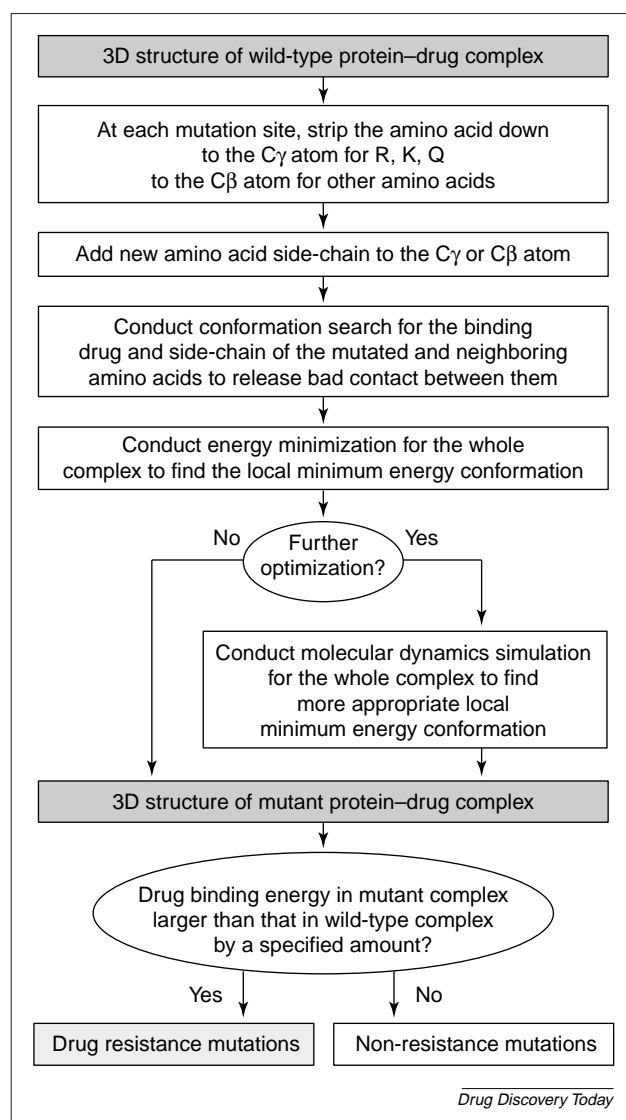 3D structure of wild-type protein–drug complex
At each mutation site, strip the amino acid down
to the Cγ atom for R, K, Q
to the Cβ atom for other amino acids
Add new amino acid side-chain to the Cγ or Cβ atom
Conduct conformation search for the binding
drug and side-chain of the mutated and neighboring
amino acids to release bad contact between them
Conduct energy minimization for the whole
complex to find the local minimum energy conformation
No
Further
optimization?
Yes
Conduct molecular dynamics simulation
for the whole complex to find
more appropriate local
minimum energy conformation
3D structure of mutant protein–drug complex
Drug binding energy in mutant complex
larger than that in wild-type complex
by a specified amount?
Yes
No
Drug resistance mutations
Non-resistance mutations
Drug Discovery Today